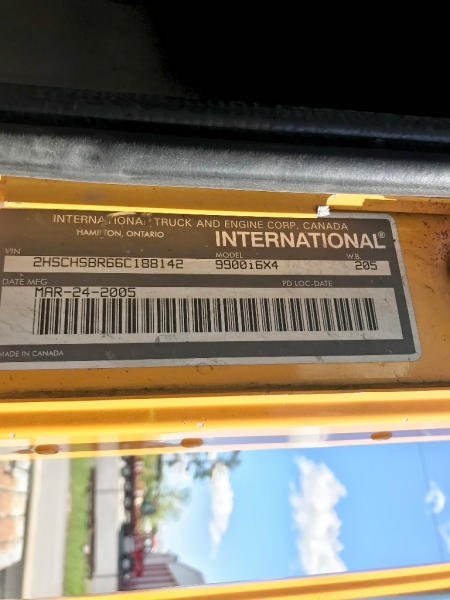 INTERNATIONAL TRUCK AND ENGINE CORP. CANADA
HAMILTON, ONTARIO
INTERNATIONAL®
VIN MODEL W.B.
2HSCHSBR66C188142 9900i6X4 205
DATE MFG PD LOC-DATE
MAR-24-2005
MADE IN CANADA